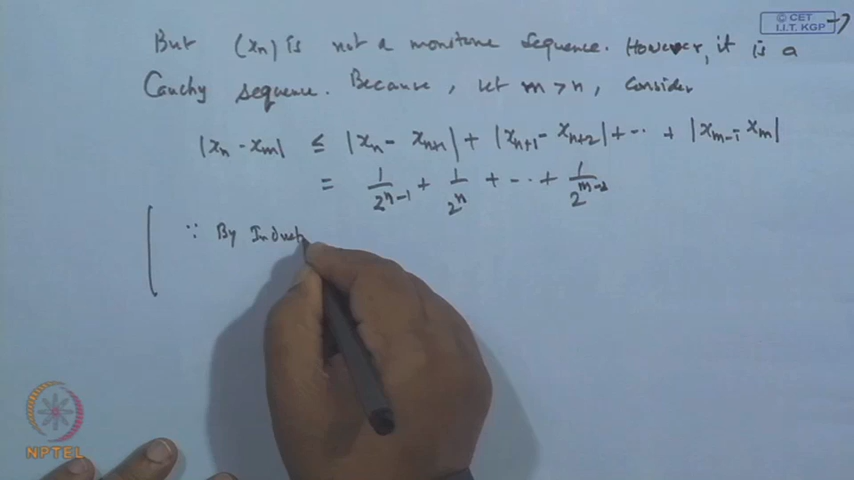 © CET
I.I.T. KGP
But (xn) is not a monotone sequence. However, it is a
Cauchy sequence. Because, let m > n, consider
|xn - xm| ≤ |xn - xn+1| + |xn+1 - xn+2| + ··· + |xm-1 - xm|
= 1/2^(n-1) + 1/2^n + ··· + 1/2^(m-2)
∵ By Induct
NPTEL